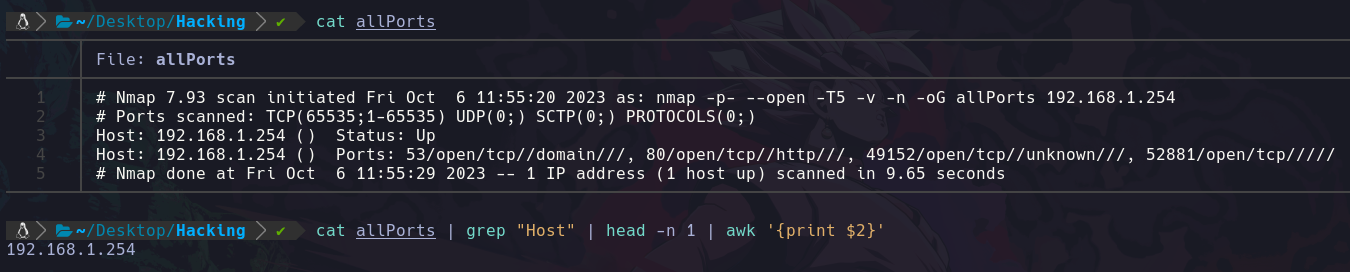 ~/Desktop/Hacking ✔ cat allPorts
File: allPorts
1 # Nmap 7.93 scan initiated Fri Oct  6 11:55:20 2023 as: nmap -p- --open -T5 -v -n -oG allPorts 192.168.1.254
2 # Ports scanned: TCP(65535;1-65535) UDP(0;) SCTP(0;) PROTOCOLS(0;)
3 Host: 192.168.1.254 ()  Status: Up
4 Host: 192.168.1.254 ()  Ports: 53/open/tcp//domain///, 80/open/tcp//http///, 49152/open/tcp//unknown///, 52881/open/tcp/////
5 # Nmap done at Fri Oct  6 11:55:29 2023 -- 1 IP address (1 host up) scanned in 9.65 seconds
~/Desktop/Hacking ✔ cat allPorts | grep "Host" | head -n 1 | awk '{print $2}'
192.168.1.254